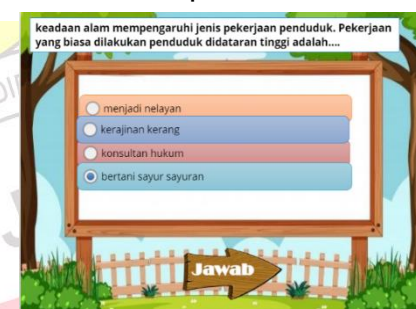 keadaan alam mempengaruhi jenis pekerjaan penduduk. Pekerjaan
yang biasa dilakukan penduduk didataran tinggi adalah....
menjadi nelayan
kerajinan kerang
konsultan hukum
bertani sayur sayuran
Jawab